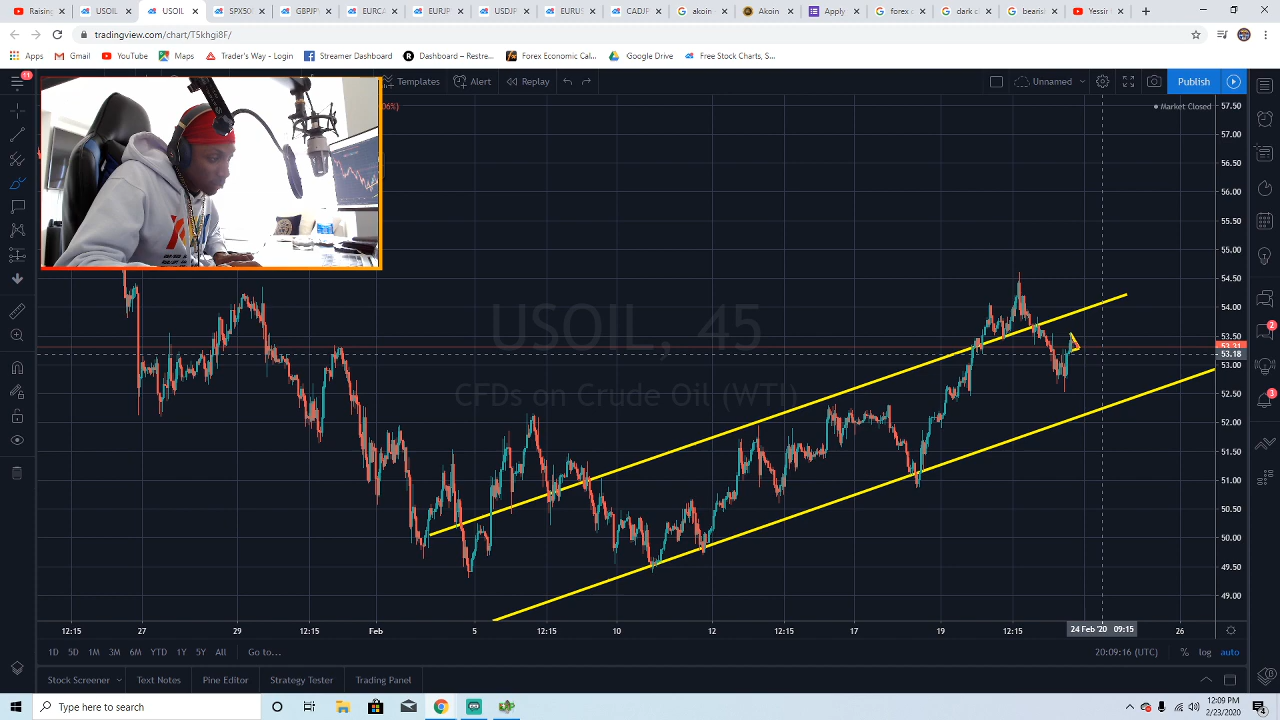 Raising
USOIL
USOIL
SPX50
GBPJP
EURCA
EURJP
USDJP
EURU
CADJF
akoin
Akoin
Apply
forex c
dark c
bearis
Yessir
tradingview.com/chart/T5khgi8F/
Apps
Gmail
YouTube
Maps
Trader's Way - Login
Streamer Dashboard
Dashboard – Restre...
Forex Economic Cal...
Google Drive
Free Stock Charts, S...
11
Templates
Alert
Replay
Unnamed
Publish
Market Closed
57.50
57.00
56.50
56.00
55.50
55.00
54.50
54.00
53.50
53.31
53.18
53.00
52.50
52.00
51.50
51.00
50.50
50.00
49.50
49.00
USOIL, 45
CFDs on Crude Oil (WTI)
12:15
27
29
12:15
Feb
5
12:15
10
12
12:15
17
19
12:15
24 Feb '20 09:15
26
1D
5D
1M
3M
6M
YTD
1Y
5Y
All
Go to...
20:09:16 (UTC)
%
log
auto
Stock Screener
Text Notes
Pine Editor
Strategy Tester
Trading Panel
2
3
Type here to search
12:09 PM
2/23/2020
4